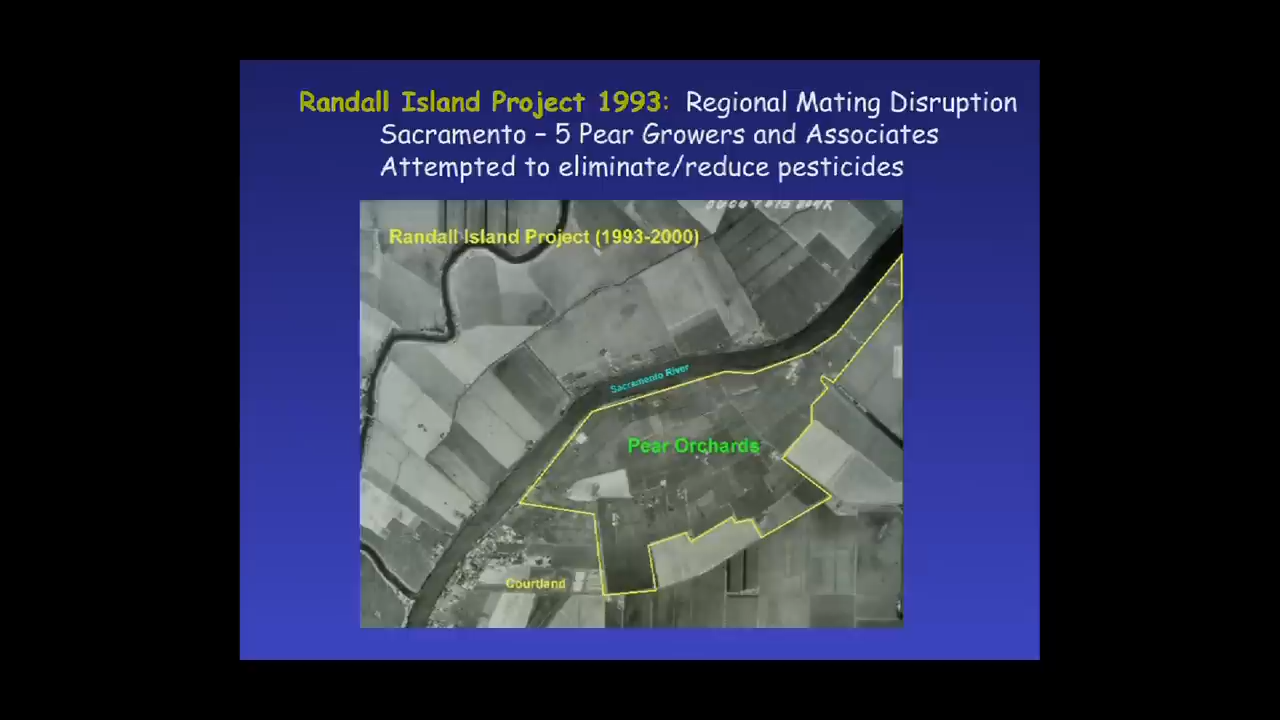 Randall Island Project 1993: Regional Mating Disruption
Sacramento – 5 Pear Growers and Associates
Attempted to eliminate/reduce pesticides
Randall Island Project (1993-2000)
Sacramento River
Pear Orchards
Courtland